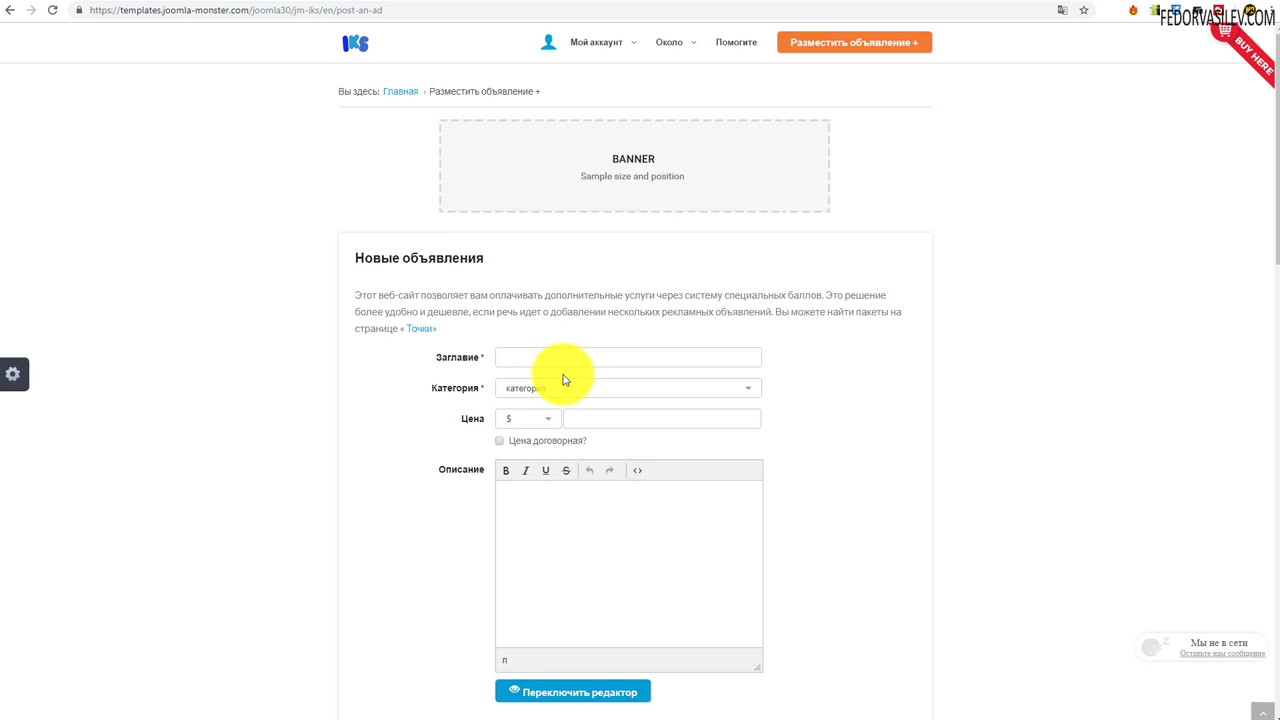 https://templates.joomla-monster.com/joomla30/jm-iks/en/post-an-ad
FEDORVASILEV.COM
IKS
Мой аккаунт
Около
Помогите
Разместить объявление +
BUY HERE
Вы здесь: Главная › Разместить объявление +
BANNER
Sample size and position
Новые объявления
Этот веб-сайт позволяет вам оплачивать дополнительные услуги через систему специальных баллов. Это решение
более удобно и дешевле, если речь идет о добавлении нескольких рекламных объявлений. Вы можете найти пакеты на
странице « Точки»
Заглавие *
Категория * категория
Цена $
Цена договорная?
Описание B I U S
п
Переключить редактор
Мы не в сети
Оставьте нам сообщение